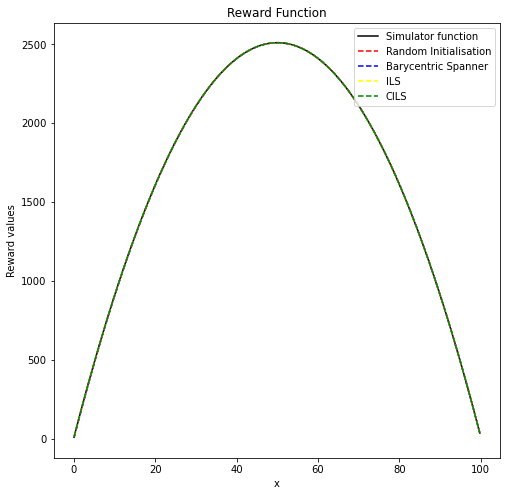 Reward Function
Simulator function
Random Initialisation
Barycentric Spanner
ILS
CILS
Reward values
2500
2000
1500
1000
500
0
0 20 40 60 80 100
x